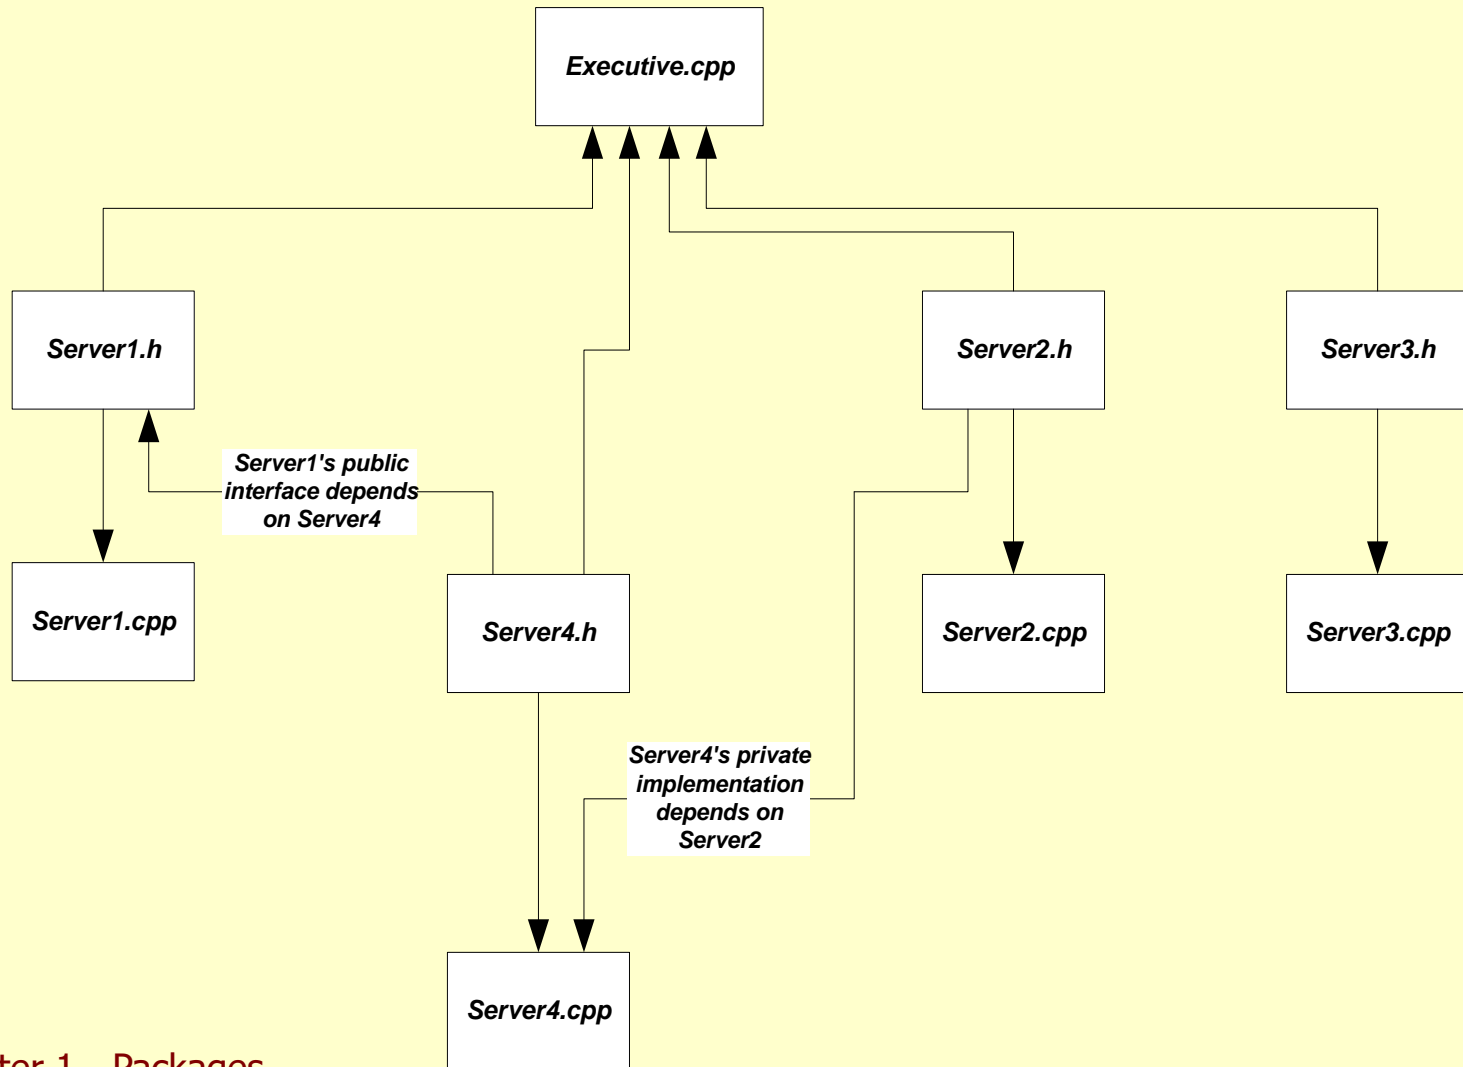 Executive.cpp
Server1.h
Server2.h
Server3.h
Server1's public
interface depends
on Server4
Server1.cpp
Server4.h
Server2.cpp
Server3.cpp
Server4's private
implementation
depends on
Server2
Server4.cpp
1 Packages